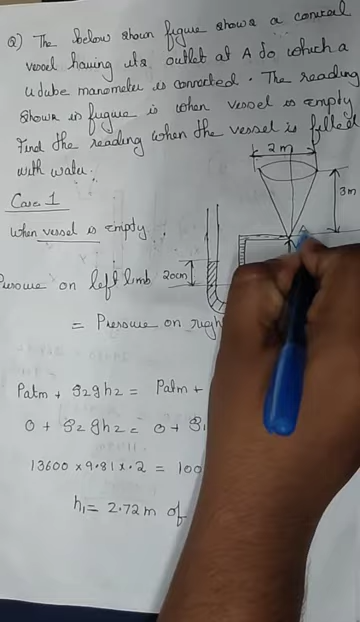 Q) The below shown figure shows a conical
vessel having its outlet at A to which a
U tube manometer is connected. The reading
shown in fugure is when vessel is empty
Find the reading when the vessel is filled
with water.
2 m
3m
Case 1
When vessel is empty.
A
Pressure on left limb
20cm
= Pressure on righ
Patm + ρ2gh2 = Patm +
0 + ρ2gh2 = 0 + ρ1
13600 × 9.81 × .2 = 100
h1 = 2.72m of